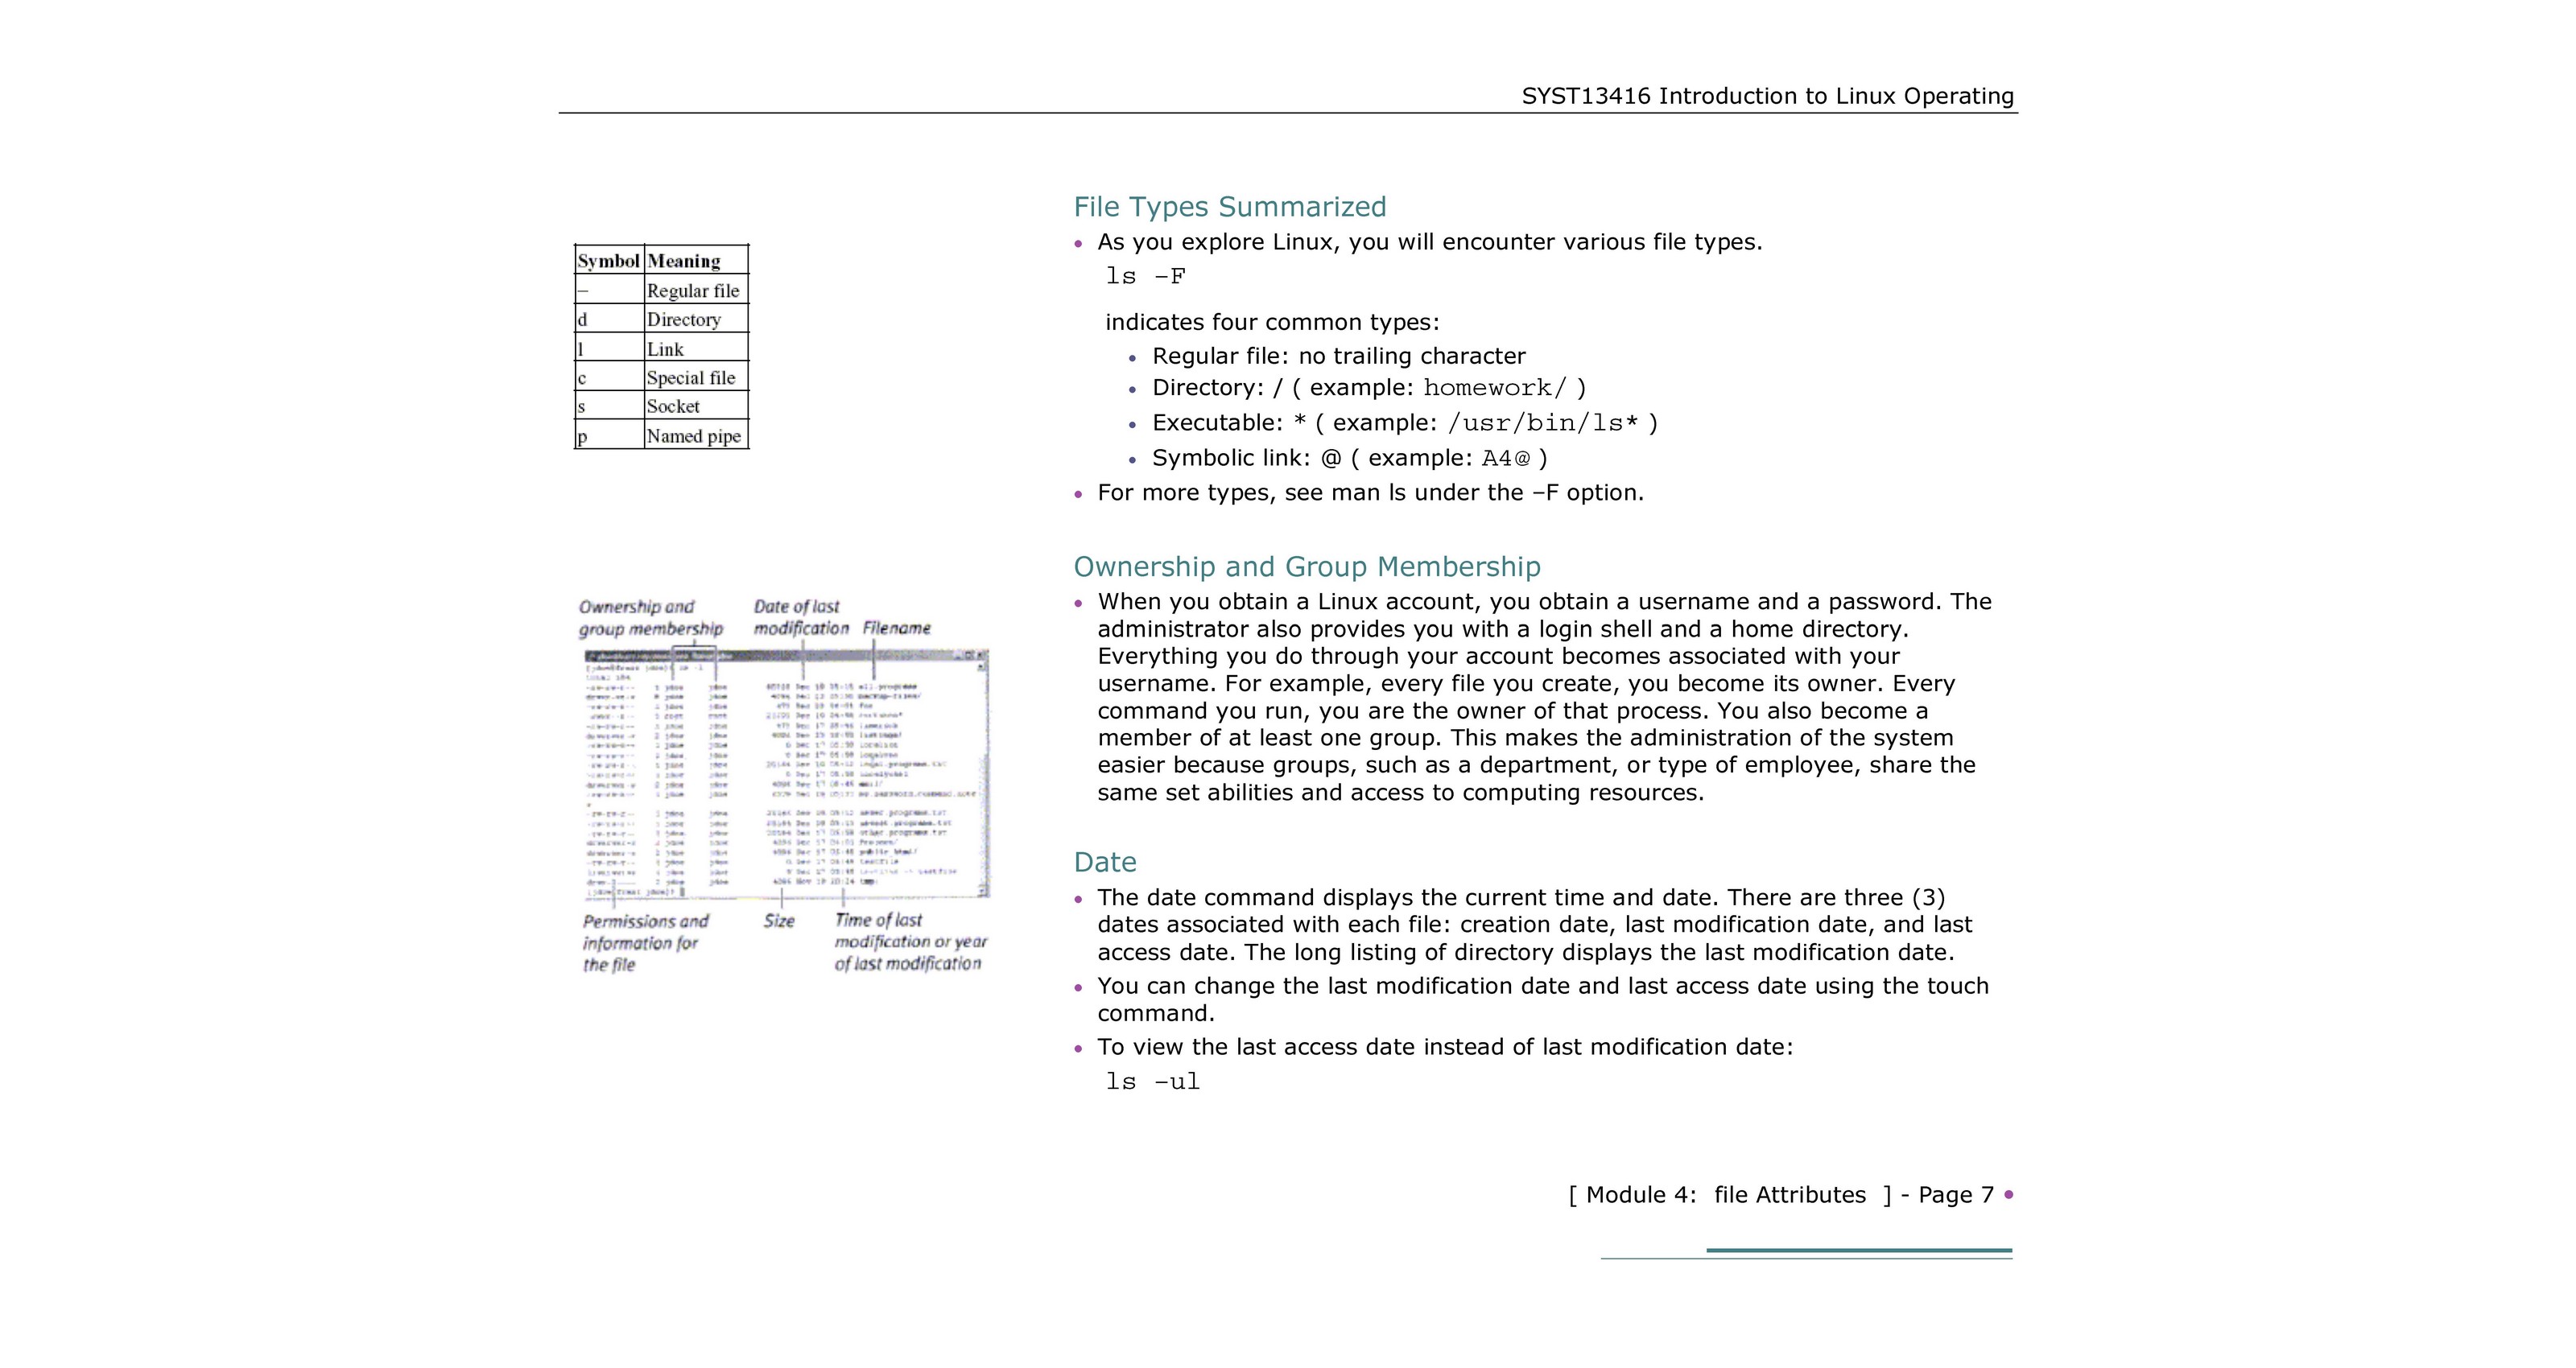 SYST13416 Introduction to Linux Operating
Symbol Meaning
– Regular file
d Directory
l Link
c Special file
s Socket
p Named pipe
Ownership and
group membership
Date of last
modification
Filename
Permissions and
information for
the file
Size
Time of last
modification or year
of last modification
File Types Summarized
• As you explore Linux, you will encounter various file types.
ls –F
indicates four common types:
• Regular file: no trailing character
• Directory: / ( example: homework/ )
• Executable: * ( example: /usr/bin/ls* )
• Symbolic link: @ ( example: A4@ )
• For more types, see man ls under the –F option.
Ownership and Group Membership
• When you obtain a Linux account, you obtain a username and a password. The
administrator also provides you with a login shell and a home directory.
Everything you do through your account becomes associated with your
username. For example, every file you create, you become its owner. Every
command you run, you are the owner of that process. You also become a
member of at least one group. This makes the administration of the system
easier because groups, such as a department, or type of employee, share the
same set abilities and access to computing resources.
Date
• The date command displays the current time and date. There are three (3)
dates associated with each file: creation date, last modification date, and last
access date. The long listing of directory displays the last modification date.
• You can change the last modification date and last access date using the touch
command.
• To view the last access date instead of last modification date:
ls –ul
[ Module 4: file Attributes ] - Page 7 •